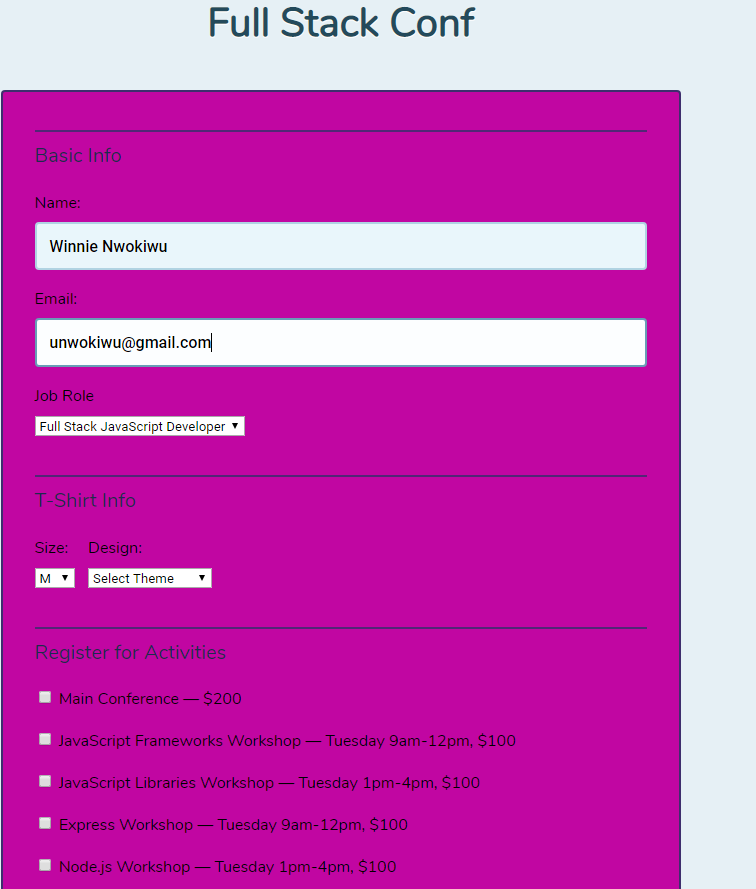 Full Stack Conf
Basic Info
Name:
Winnie Nwokiwu
Email:
unwokiwu@gmail.com
Job Role
Full Stack JavaScript Developer
T-Shirt Info
Size: Design:
M Select Theme
Register for Activities
Main Conference — $200
JavaScript Frameworks Workshop — Tuesday 9am-12pm, $100
JavaScript Libraries Workshop — Tuesday 1pm-4pm, $100
Express Workshop — Tuesday 9am-12pm, $100
Node.js Workshop — Tuesday 1pm-4pm, $100